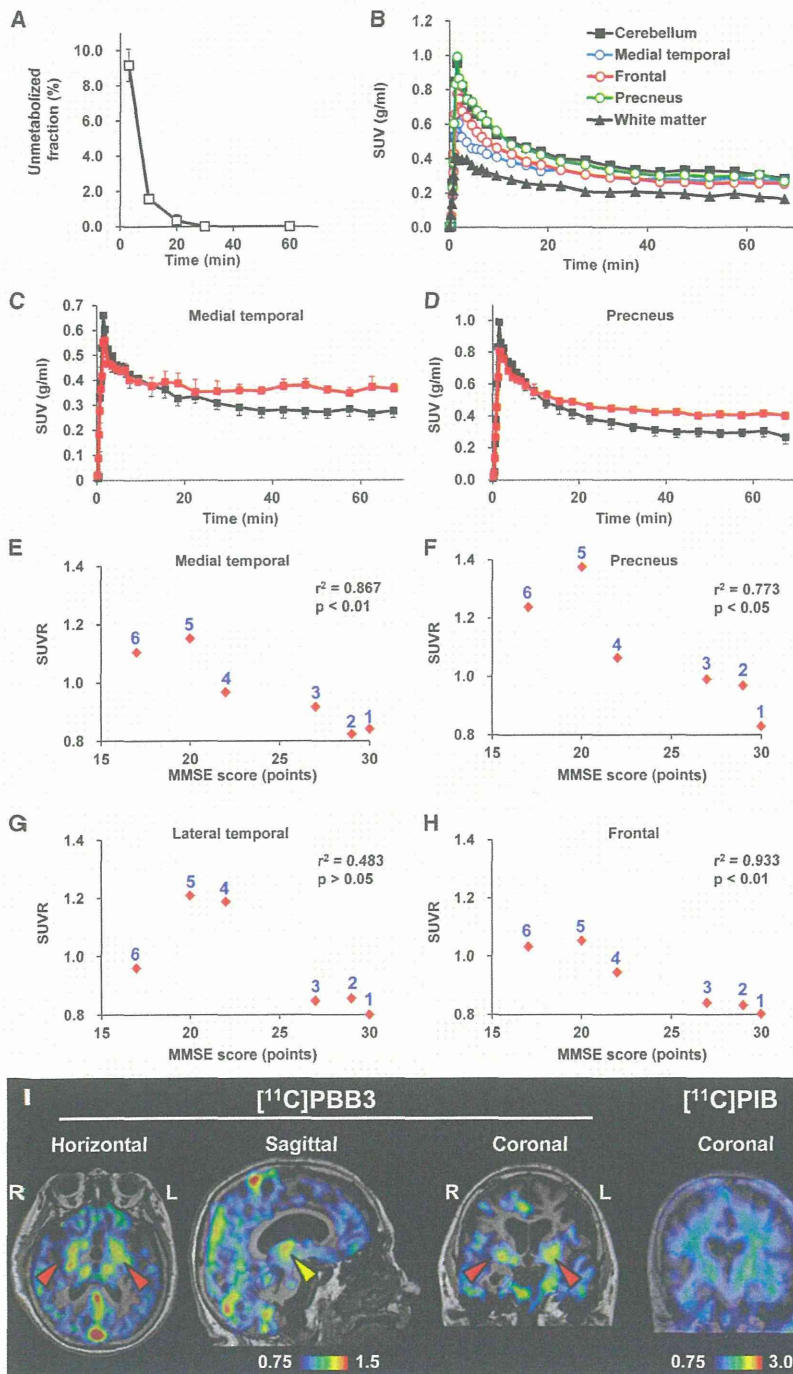 A
Unmetabolized
fraction (%)
10.0
8.0
6.0
4.0
2.0
0.0
0 20 40 60
Time (min)
B
SUV (g/ml)
1.2
1.0
0.8
0.6
0.4
0.2
0.0
0 20 40 60
Time (min)
Cerebellum
Medial temporal
Frontal
Precneus
White matter
C
Medial temporal
SUV (g/ml)
0.7
0.6
0.5
0.4
0.3
0.2
0.1
0
0 20 40 60
Time (min)
D
Precneus
SUV (g/ml)
1.0
0.8
0.6
0.4
0.2
0.0
0 20 40 60
Time (min)
E
Medial temporal
r² = 0.867
p < 0.01
SUVR
1.4
1.2
1.0
0.8
6 5 4 3 2 1
15 20 25 30
MMSE score (points)
F
Precneus
r² = 0.773
p < 0.05
SUVR
1.4
1.2
1.0
0.8
6 5 4 3 2 1
15 20 25 30
MMSE score (points)
G
Lateral temporal
r² = 0.483
p > 0.05
SUVR
1.4
1.2
1.0
0.8
6 5 4 3 2 1
15 20 25 30
MMSE score (points)
H
Frontal
r² = 0.933
p < 0.01
SUVR
1.4
1.2
1.0
0.8
6 5 4 3 2 1
15 20 25 30
MMSE score (points)
I
[¹¹C]PBB3 [¹¹C]PIB
Horizontal Sagittal Coronal Coronal
R L R L
0.75 1.5 0.75 3.0